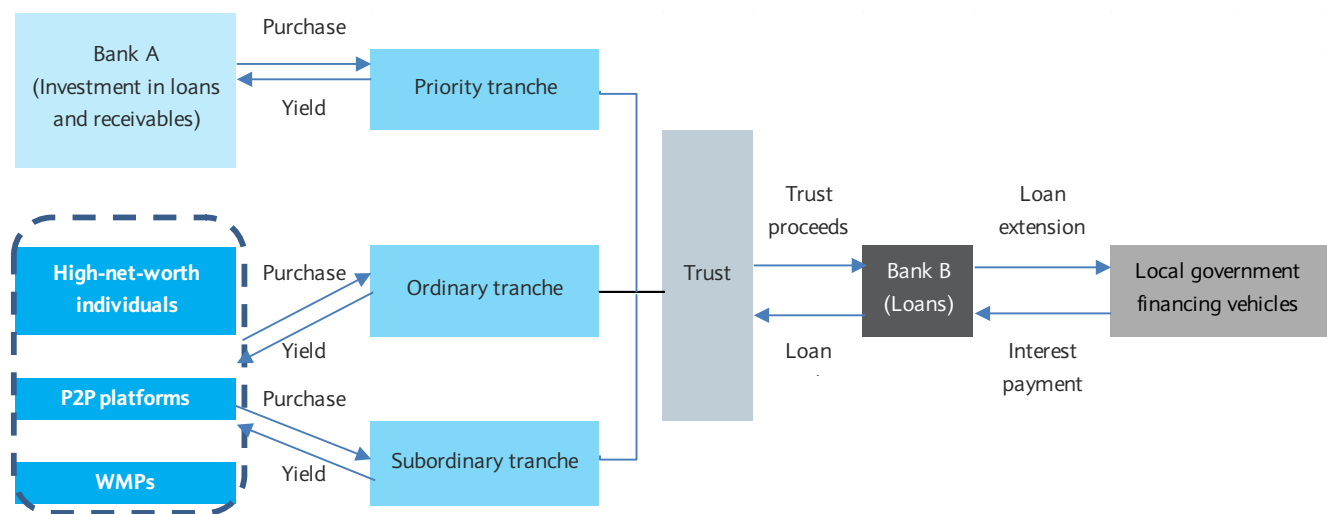 Bank A
(Investment in loans
and receivables)
Purchase
Yield
Priority tranche
High-net-worth
individuals
P2P platforms
WMPs
Purchase
Yield
Ordinary tranche
Purchase
Yield
Subordinary tranche
Trust
Trust
proceeds
Loan
Bank B
(Loans)
Loan
extension
Interest
payment
Local government
financing vehicles